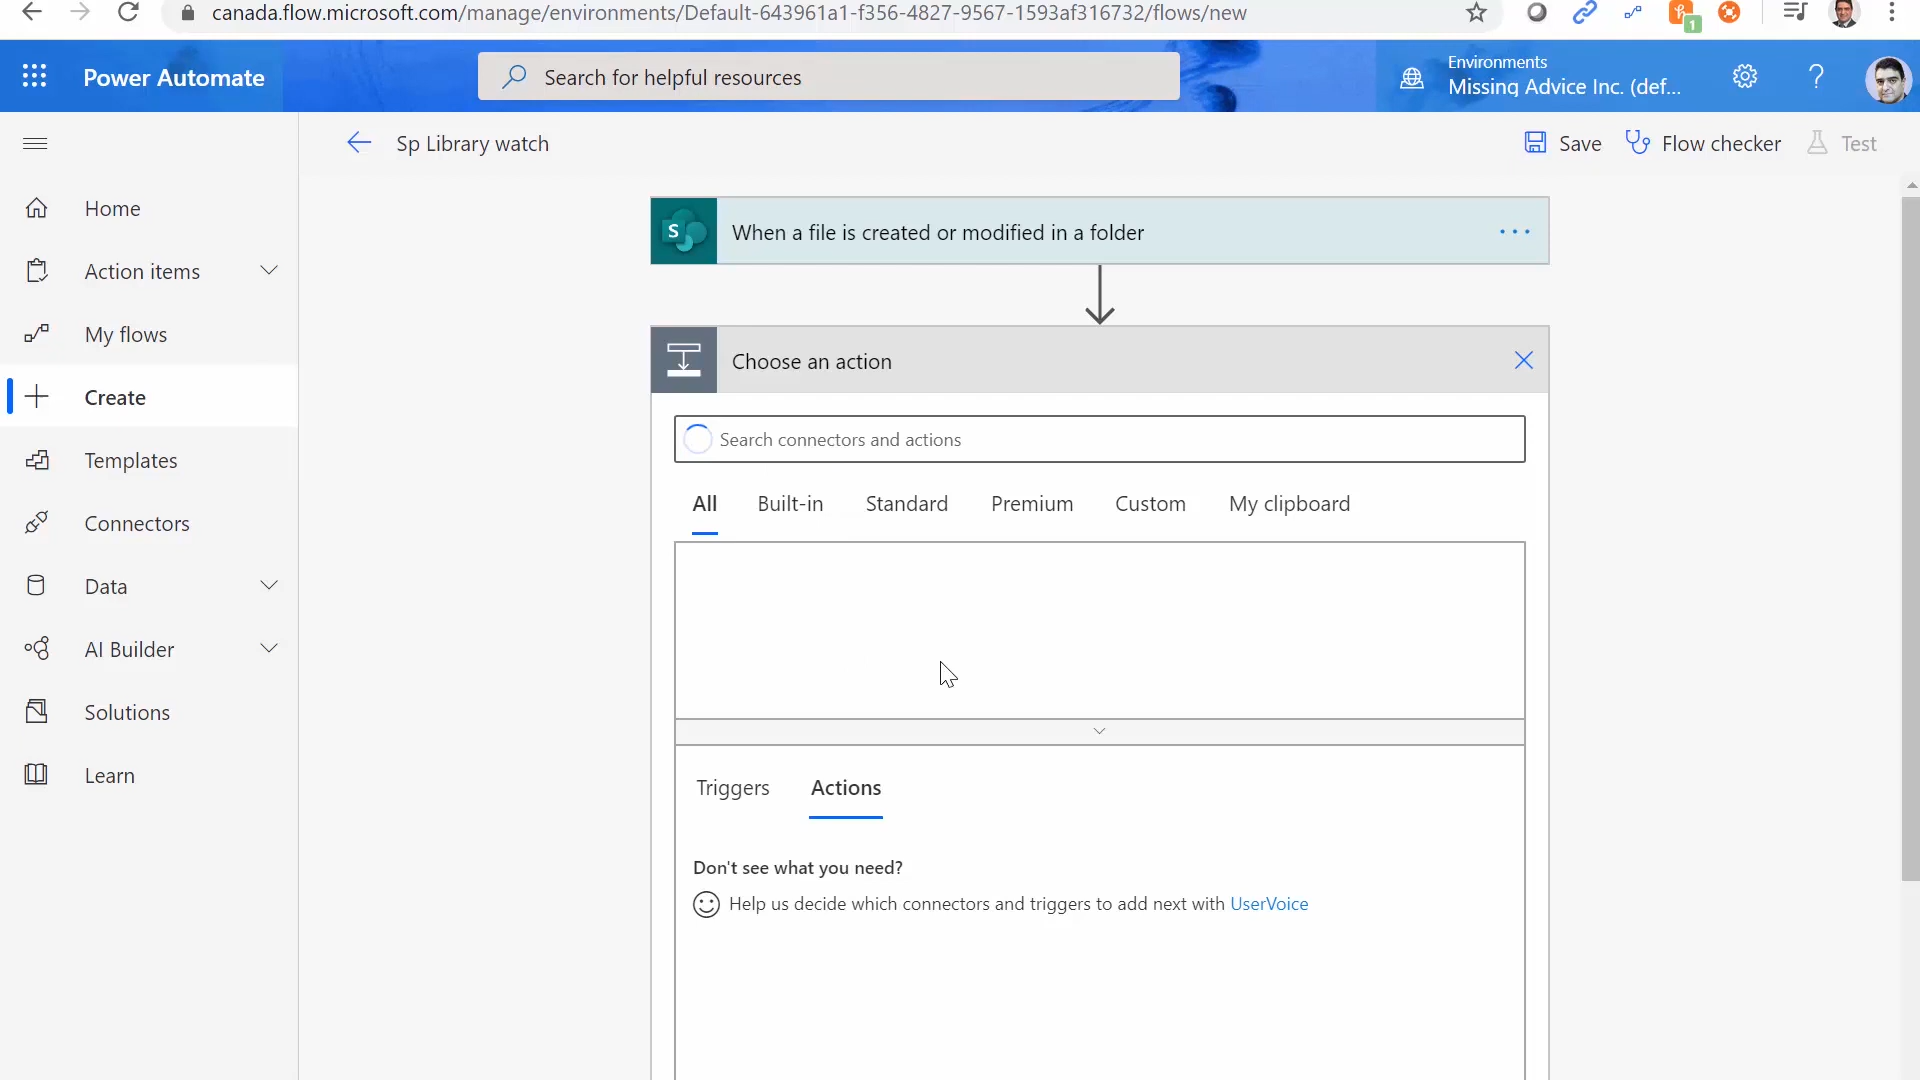 canada.flow.microsoft.com/manage/environments/Default-643961a1-f356-4827-9567-1593af316732/flows/new
1
Power Automate
Search for helpful resources
Environments
Missing Advice Inc. (def...
?
Sp Library watch
Save
Flow checker
Test
Home
Action items
My flows
Create
Templates
Connectors
Data
AI Builder
Solutions
Learn
S
When a file is created or modified in a folder
Choose an action
Search connectors and actions
All Built-in Standard Premium Custom My clipboard
Triggers Actions
Don't see what you need?
Help us decide which connectors and triggers to add next with UserVoice